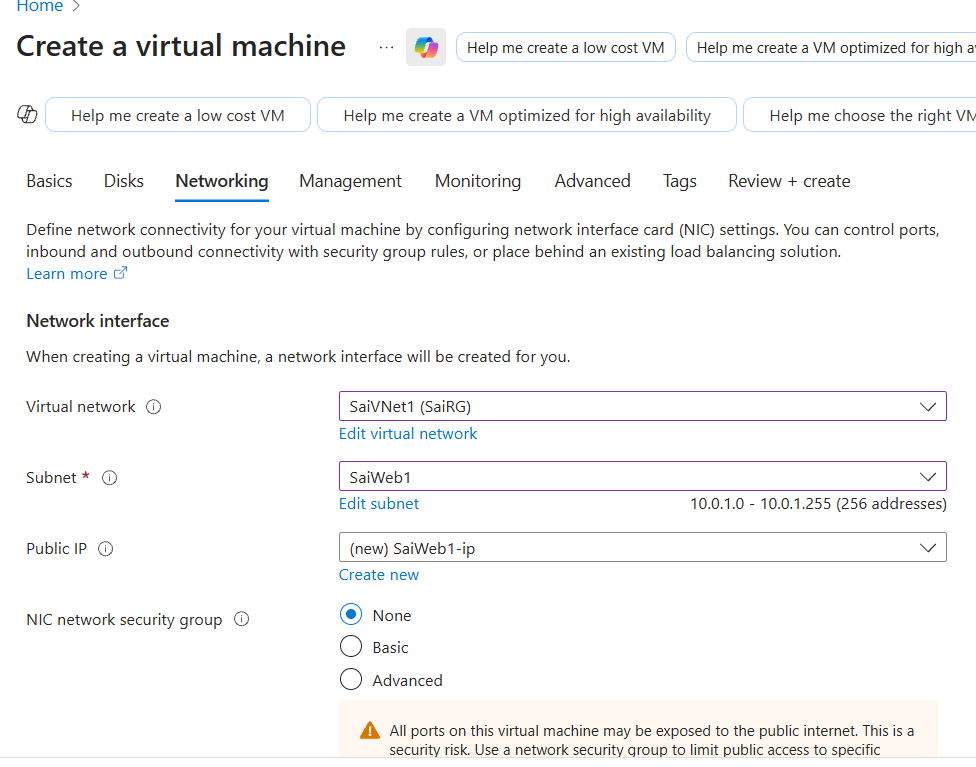 Home
Create a virtual machine ...
Help me create a low cost VM
Help me create a VM optimized for high
Help me create a low cost VM
Help me create a VM optimized for high availability
Help me choose the right VM
Basics Disks Networking Management Monitoring Advanced Tags Review + create
Define network connectivity for your virtual machine by configuring network interface card (NIC) settings. You can control ports,
inbound and outbound connectivity with security group rules, or place behind an existing load balancing solution.
Learn more
Network interface
When creating a virtual machine, a network interface will be created for you.
Virtual network
SaiVNet1 (SaiRG)
Edit virtual network
Subnet *
SaiWeb1
Edit subnet
10.0.1.0 - 10.0.1.255 (256 addresses)
Public IP
(new) SaiWeb1-ip
Create new
NIC network security group
None
Basic
Advanced
All ports on this virtual machine may be exposed to the public internet. This is a
security risk. Use a network security group to limit public access to specific